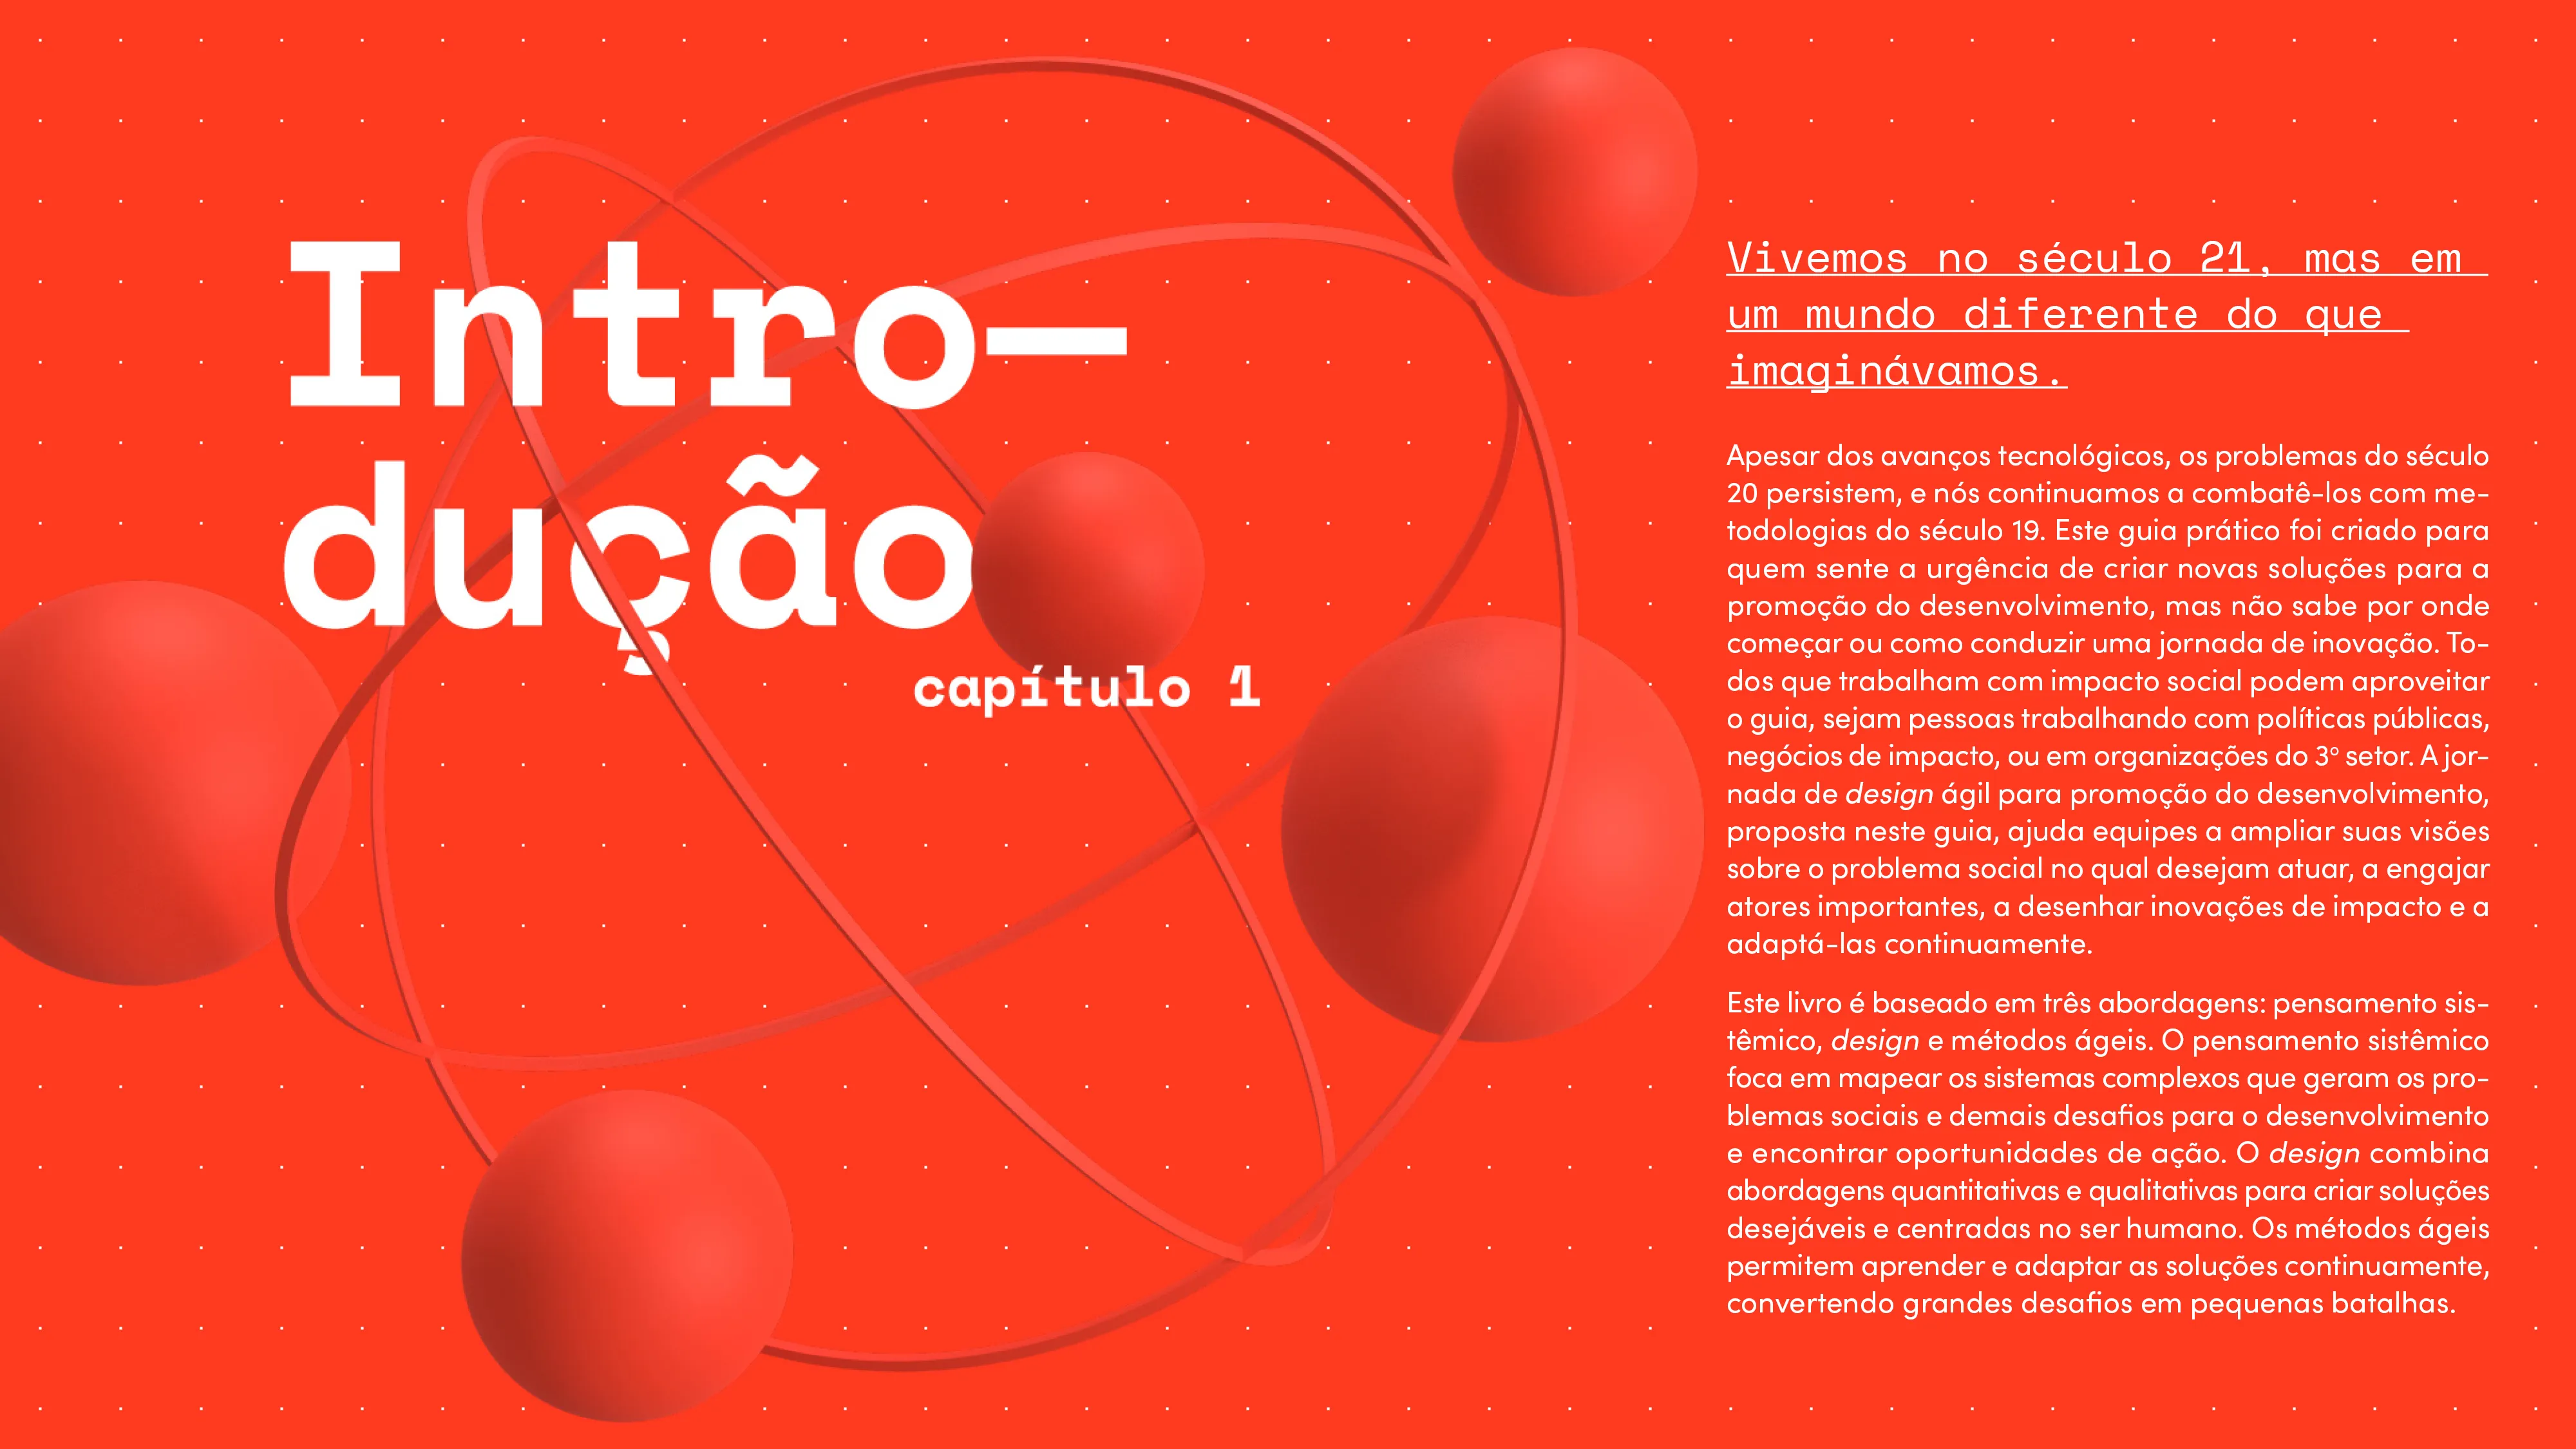 Intro—
dução
capítulo 1
Vivemos no século 21, mas em
um mundo diferente do que
imaginávamos.
Apesar dos avanços tecnológicos, os problemas do século
20 persistem, e nós continuamos a combatê-los com me-
todologias do século 19. Este guia prático foi criado para
quem sente a urgência de criar novas soluções para a
promoção do desenvolvimento, mas não sabe por onde
começar ou como conduzir uma jornada de inovação. To-
dos que trabalham com impacto social podem aproveitar
o guia, sejam pessoas trabalhando com políticas públicas,
negócios de impacto, ou em organizações do 3º setor. A jor-
nada de design ágil para promoção do desenvolvimento,
proposta neste guia, ajuda equipes a ampliar suas visões
sobre o problema social no qual desejam atuar, a engajar
atores importantes, a desenhar inovações de impacto e a
adaptá-las continuamente.
Este livro é baseado em três abordagens: pensamento sis-
têmico, design e métodos ágeis. O pensamento sistêmico
foca em mapear os sistemas complexos que geram os pro-
blemas sociais e demais desafios para o desenvolvimento
e encontrar oportunidades de ação. O design combina
abordagens quantitativas e qualitativas para criar soluções
desejáveis e centradas no ser humano. Os métodos ágeis
permitem aprender e adaptar as soluções continuamente,
convertendo grandes desafios em pequenas batalhas.